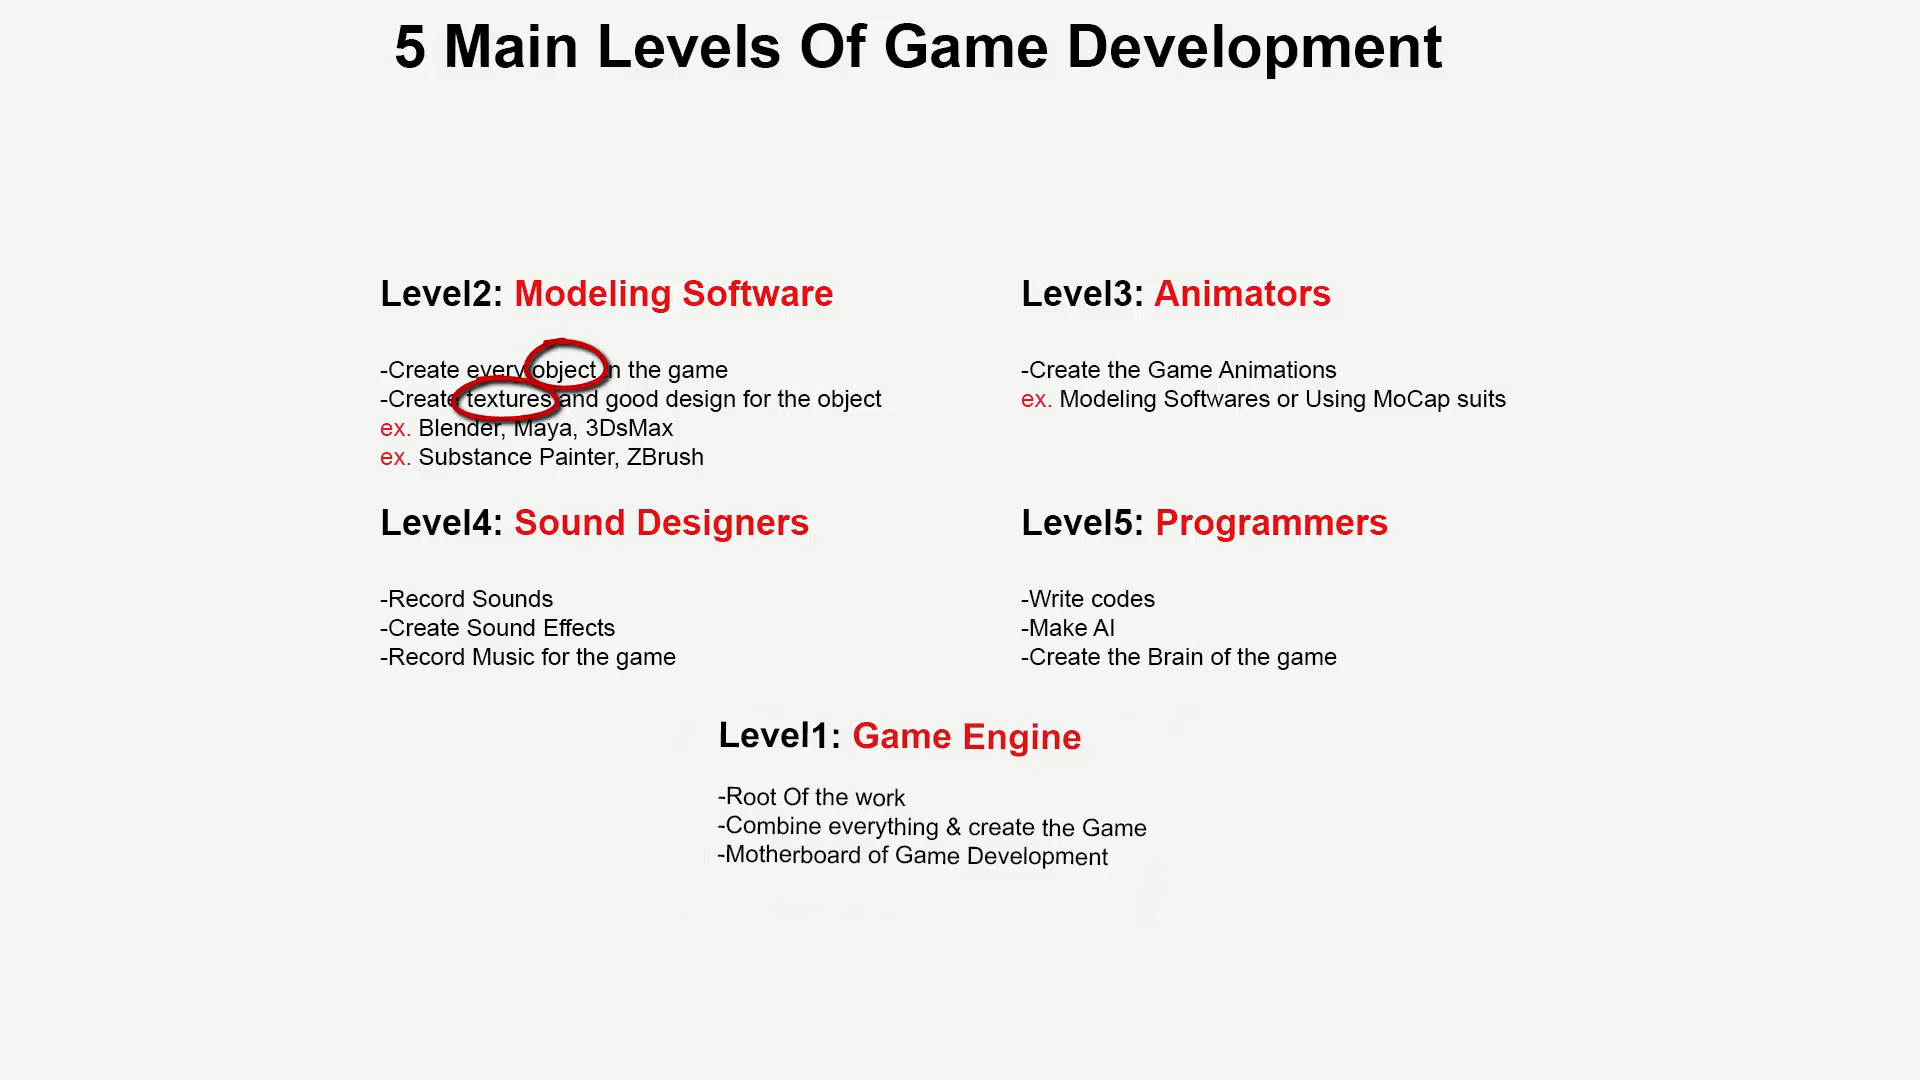 5 Main Levels Of Game Development
Level2: Modeling Software
-Create every object in the game
-Create textures and good design for the object
ex. Blender, Maya, 3DsMax
ex. Substance Painter, ZBrush
Level3: Animators
-Create the Game Animations
ex. Modeling Softwares or Using MoCap suits
Level4: Sound Designers
-Record Sounds
-Create Sound Effects
-Record Music for the game
Level5: Programmers
-Write codes
-Make AI
-Create the Brain of the game
Level1: Game Engine
-Root Of the work
-Combine everything & create the Game
-Motherboard of Game Development